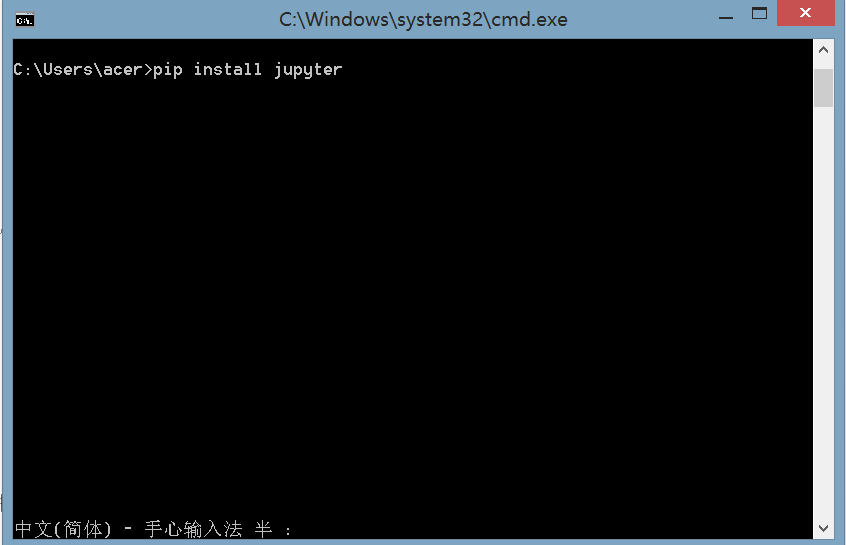 C:\Windows\system32\cmd.exe
C:\Users\acer>pip install jupyter
中文(简体) - 手心输入法 半 :